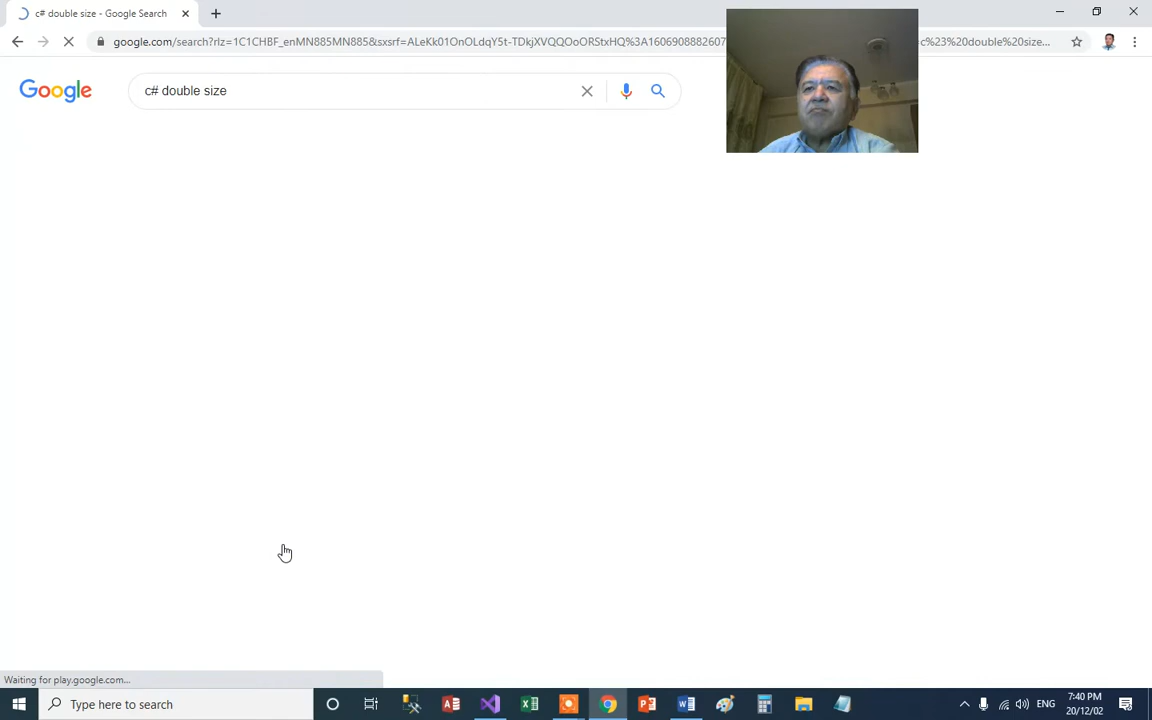 c# double size - Google Search
google.com/search?rlz=1C1CHBF_enMN885MN885&sxsrf=ALeKk01OnOLdqY5t-TDkjXVQQOoORStxHQ%3A1606908882607
c%23%20double%20size...
Google
c# double size
Waiting for play.google.com...
Type here to search
ENG
7:40 PM
20/12/02